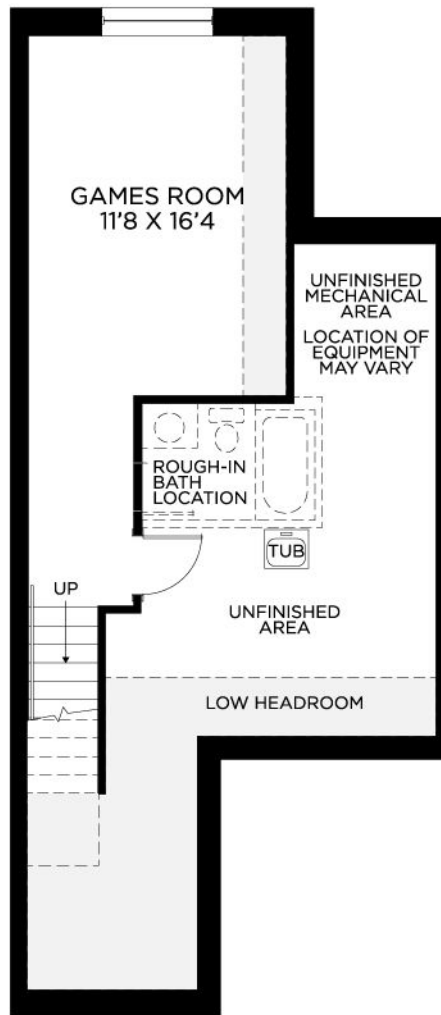 GAMES ROOM
11'8 X 16'4
UNFINISHED
MECHANICAL
AREA
LOCATION OF
EQUIPMENT
MAY VARY
ROUGH-IN
BATH
LOCATION
TUB
UP
UNFINISHED
AREA
LOW HEADROOM